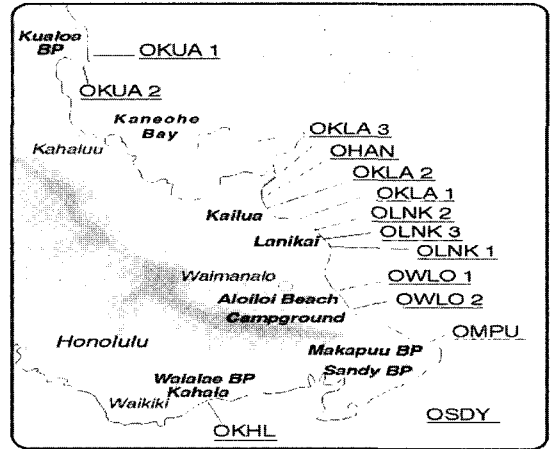 Kualoa
BP
OKUA 1
OKUA 2
Kaneohe
Bay
Kahaluu
OKLA 3
OHAN
OKLA 2
OKLA 1
Kailua
OLNK 2
OLNK 3
Lanikai
OLNK 1
Waimanalo
OWLO 1
Aloiloi Beach
Campground
OWLO 2
OMPU
Honolulu
Makapuu BP
Sandy BP
Waialae BP
Kahala
Waikiki
OKHL
OSDY